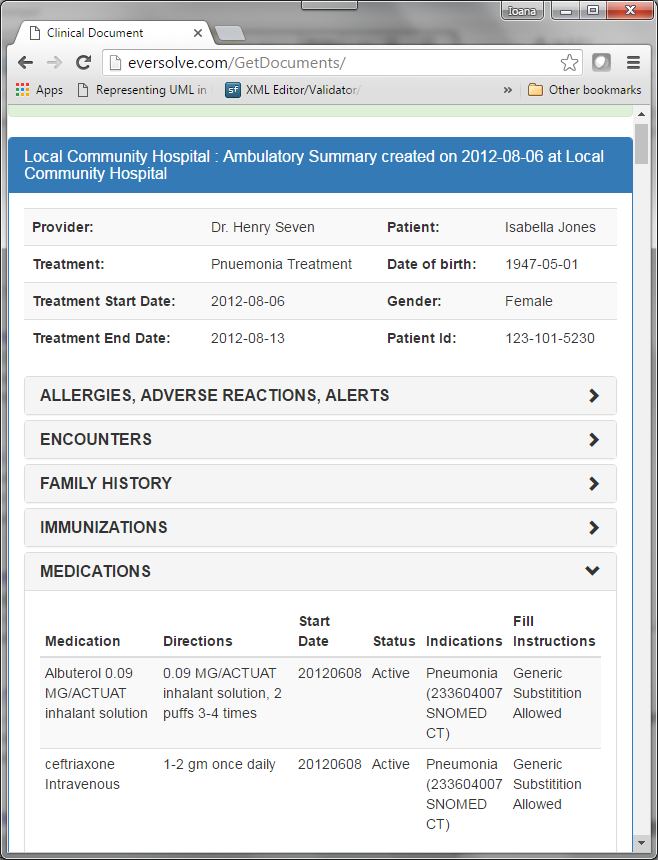 ioana
Clinical Document
eversolve.com/GetDocuments/
Apps Representing UML in sf XML Editor/Validator/ » Other bookmarks
Local Community Hospital : Ambulatory Summary created on 2012-08-06 at Local
Community Hospital
Provider: Dr. Henry Seven Patient: Isabella Jones
Treatment: Pnuemonia Treatment Date of birth: 1947-05-01
Treatment Start Date: 2012-08-06 Gender: Female
Treatment End Date: 2012-08-13 Patient Id: 123-101-5230
ALLERGIES, ADVERSE REACTIONS, ALERTS
ENCOUNTERS
FAMILY HISTORY
IMMUNIZATIONS
MEDICATIONS
Start Fill
Medication Directions Date Status Indications Instructions
Albuterol 0.09 0.09 MG/ACTUAT 20120608 Active Pneumonia Generic
MG/ACTUAT inhalant solution, 2 (233604007 Substitition
inhalant solution puffs 3-4 times SNOMED Allowed
CT)
ceftriaxone 1-2 gm once daily 20120608 Active Pneumonia Generic
Intravenous (233604007 Substitition
SNOMED Allowed
CT)